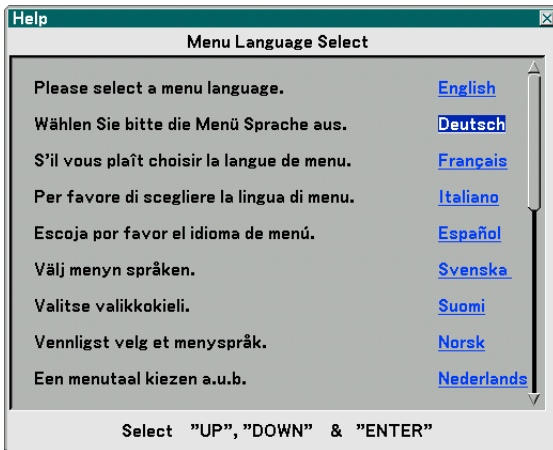 Help
Menu Language Select
Please select a menu language. English
Wählen Sie bitte die Menü Sprache aus. Deutsch
S'il vous plaît choisir la langue de menu. Français
Per favore di scegliere la lingua di menu. Italiano
Escoja por favor el idioma de menú. Español
Välj menyn språken. Svenska
Valitse valikkokieli. Suomi
Vennligst velg et menyspråk. Norsk
Een menutaal kiezen a.u.b. Nederlands
Select "UP", "DOWN" & "ENTER"